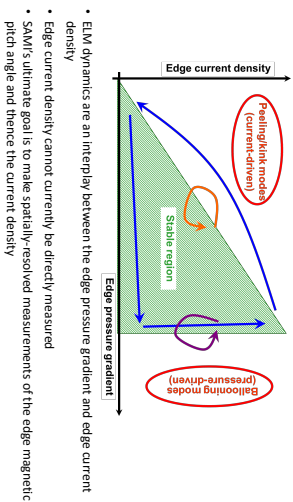 Edge current density
Peeling/kink modes
(current-driven)
Stable region
Ballooning modes
(pressure-driven)
Edge pressure gradient
• ELM dynamics are an interplay between the edge pressure gradient and edge current
density
• Edge current density cannot currently be directly measured
• SAMI's ultimate goal is to make spatially-resolved measurements of the edge magnetic
pitch angle and thence the current density